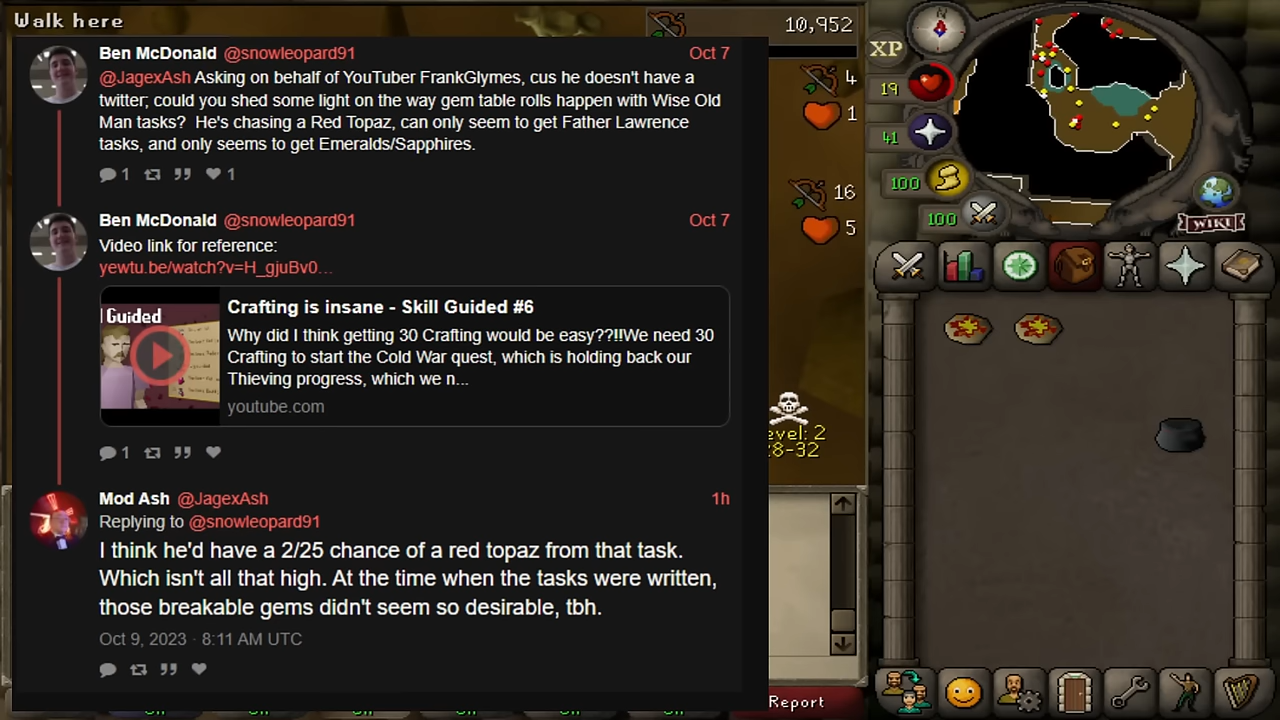 Walk here
10,952
Ben McDonald @snowleopard91 Oct 7
@JagexAsh Asking on behalf of YouTuber FrankGlymes, cus he doesn't have a
twitter; could you shed some light on the way gem table rolls happen with Wise Old
Man tasks? He's chasing a Red Topaz, can only seem to get Father Lawrence
tasks, and only seems to get Emeralds/Sapphires.
1 1
Ben McDonald @snowleopard91 Oct 7
Video link for reference:
yewtu.be/watch?v=H_gjuBv0...
Guided
Crafting is insane - Skill Guided #6
Why did I think getting 30 Crafting would be easy??!!We need 30
Crafting to start the Cold War quest, which is holding back our
Thieving progress, which we n...
youtube.com
1
Mod Ash @JagexAsh 1h
Replying to @snowleopard91
I think he'd have a 2/25 chance of a red topaz from that task.
Which isn't all that high. At the time when the tasks were written,
those breakable gems didn't seem so desirable, tbh.
Oct 9, 2023 · 8:11 AM UTC
4
1
16
5
evel: 2
8-32
Report
XP
N
19
41
100
100
WIKI